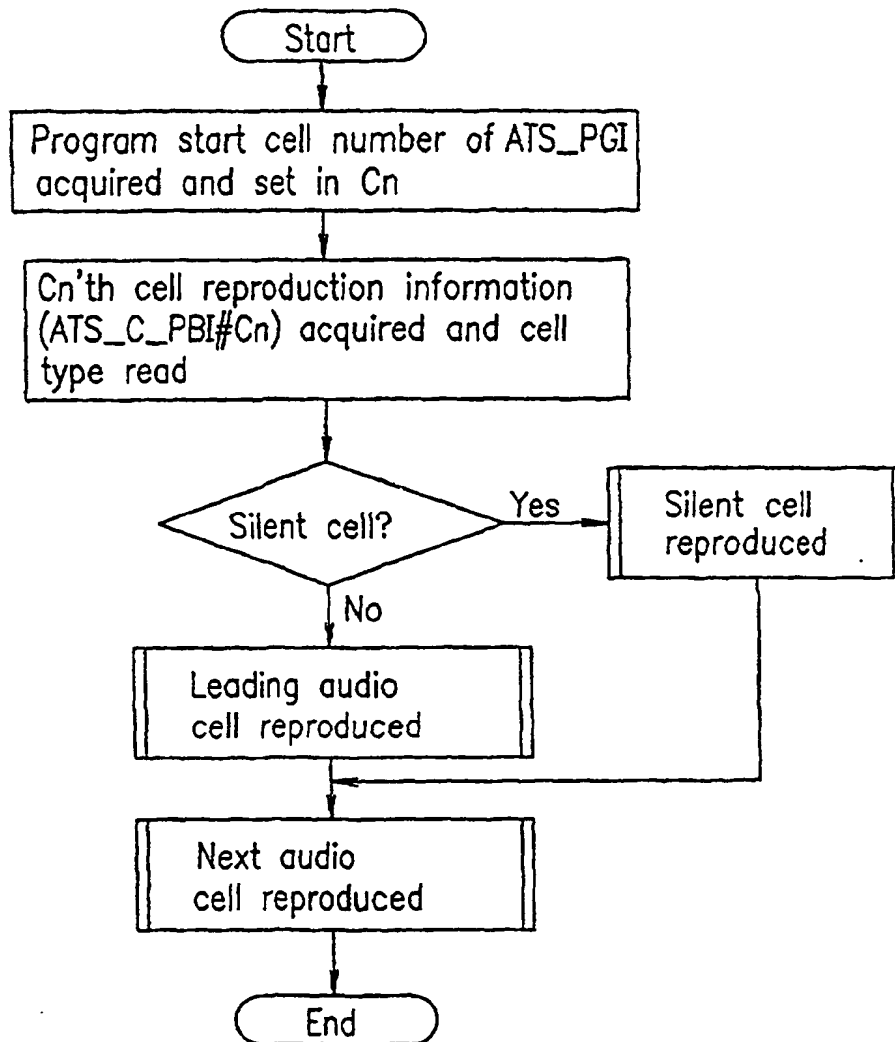 Start
Program start cell number of ATS_PGI
acquired and set in Cn
Cn'th cell reproduction information
(ATS_C_PBI#Cn) acquired and cell
type read
Silent cell?
Yes
Silent cell
reproduced
No
Leading audio
cell reproduced
Next audio
cell reproduced
End